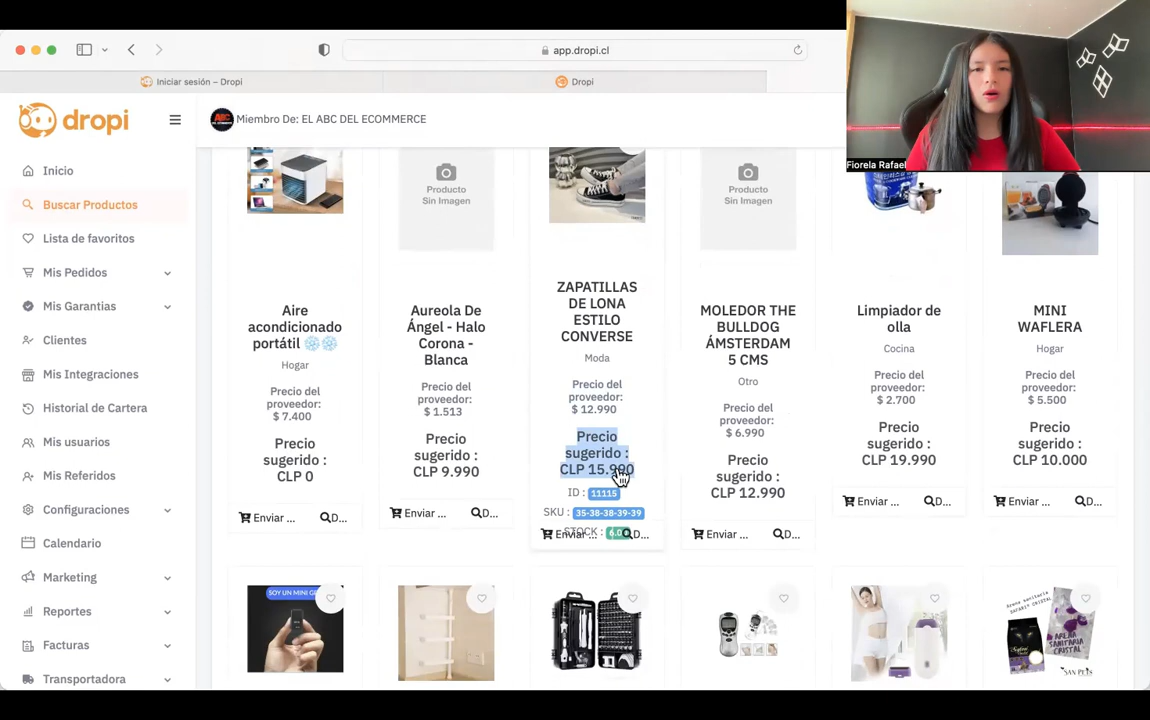 app.dropi.cl
Iniciar sesión – Dropi
Dropi
dropi
Miembro De: EL ABC DEL ECOMMERCE
Fiorela Rafael
Inicio
Buscar Productos
Lista de favoritos
Mis Pedidos
Mis Garantias
Clientes
Mis Integraciones
Historial de Cartera
Mis usuarios
Mis Referidos
Configuraciones
Calendario
Marketing
Reportes
Facturas
Transportadora
Aire
acondicionado
portátil
Hogar
Precio del
proveedor:
$ 7.400
Precio
sugerido :
CLP 0
Enviar ...
D...
Producto
Sin Imagen
Aureola De
Ángel - Halo
Corona -
Blanca
Precio del
proveedor:
$ 1.513
Precio
sugerido :
CLP 9.990
Enviar ...
D...
ZAPATILLAS
DE LONA
ESTILO
CONVERSE
Moda
Precio del
proveedor:
$ 12.990
Precio
sugerido :
CLP 15.990
ID : 11115
SKU : 35-38-38-39-39
STOCK :
Enviar ...
D...
Producto
Sin Imagen
MOLEDOR THE
BULLDOG
ÁMSTERDAM
5 CMS
Otro
Precio del
proveedor:
$ 6.990
Precio
sugerido :
CLP 12.990
Enviar ...
D...
Limpiador de
olla
Cocina
Precio del
proveedor:
$ 2.700
Precio
sugerido :
CLP 19.990
Enviar ...
D...
MINI
WAFLERA
Hogar
Precio del
proveedor:
$ 5.500
Precio
sugerido :
CLP 10.000
Enviar ...
D...
SOY UN MINI
SAN PETS